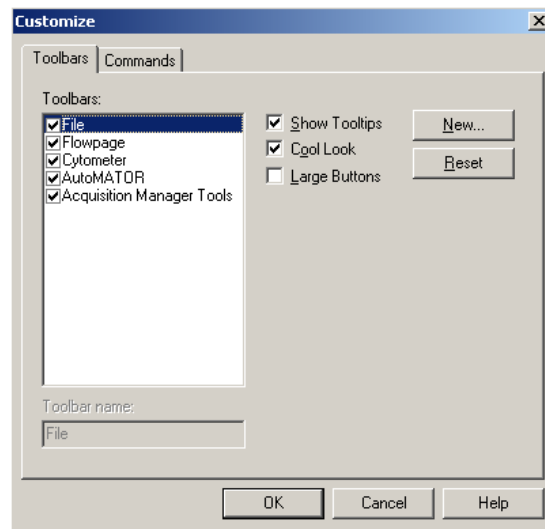 Customize
Toolbars
Commands
Toolbars:
File
Flowpage
Cytometer
AutoMATOR
Acquisition Manager Tools
Show Tooltips
Cool Look
Large Buttons
New...
Reset
Toolbar name:
File
OK
Cancel
Help